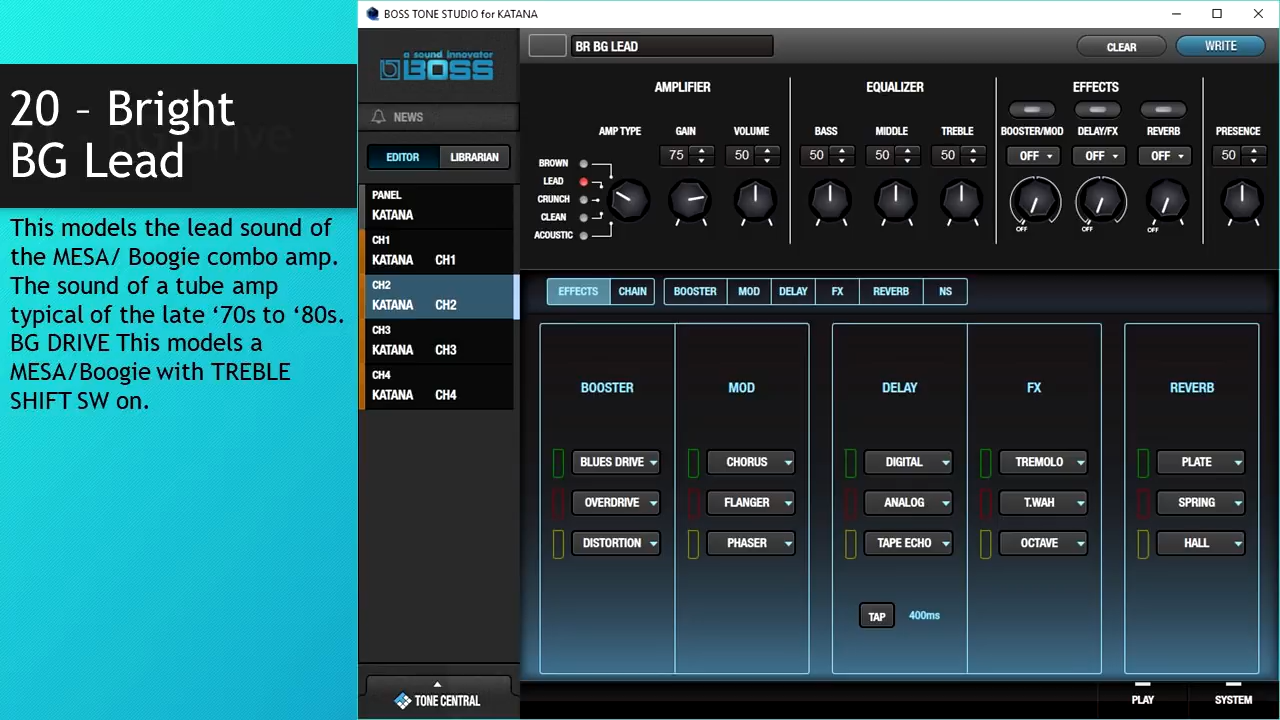 BOSS TONE STUDIO for KATANA
20 – Bright
BG Lead
This models the lead sound of
the MESA/ Boogie combo amp.
The sound of a tube amp
typical of the late ‘70s to ‘80s.
BG DRIVE This models a
MESA/Boogie with TREBLE
SHIFT SW on.
a sound innovator
BOSS
NEWS
EDITOR LIBRARIAN
PANEL
KATANA
CH1
KATANA CH1
CH2
KATANA CH2
CH3
KATANA CH3
CH4
KATANA CH4
TONE CENTRAL
BR BG LEAD
CLEAR WRITE
AMPLIFIER EQUALIZER EFFECTS
AMP TYPE GAIN VOLUME BASS MIDDLE TREBLE BOOSTER/MOD DELAY/FX REVERB PRESENCE
75 50 50 50 50 OFF OFF OFF 50
BROWN
LEAD
CRUNCH
CLEAN
ACOUSTIC
OFF OFF OFF
EFFECTS CHAIN BOOSTER MOD DELAY FX REVERB NS
BOOSTER MOD DELAY FX REVERB
BLUES DRIVE CHORUS DIGITAL TREMOLO PLATE
OVERDRIVE FLANGER ANALOG T.WAH SPRING
DISTORTION PHASER TAPE ECHO OCTAVE HALL
TAP 400ms
PLAY SYSTEM